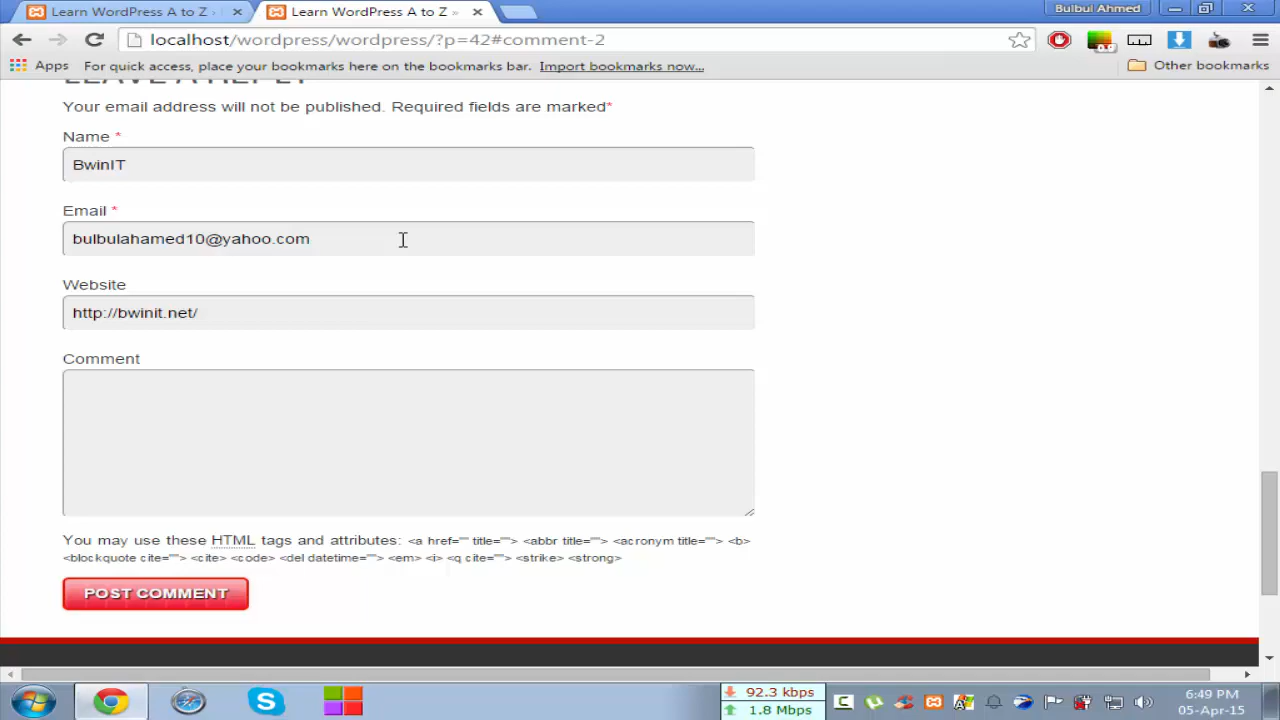 Learn WordPress A to Z › Learn WordPress A to Z » Bulbul Ahmed
localhost/wordpress/wordpress/?p=42#comment-2
Apps For quick access, place your bookmarks here on the bookmarks bar. Import bookmarks now... Other bookmarks
LEAVE A REPLY
Your email address will not be published. Required fields are marked*
Name *
BwinIT
Email *
bulbulahamed10@yahoo.com
Website
http://bwinit.net/
Comment
You may use these HTML tags and attributes: <a href="" title=""> <abbr title=""> <acronym title=""> <b>
<blockquote cite=""> <cite> <code> <del datetime=""> <em> <i> <q cite=""> <strike> <strong>
POST COMMENT
92.3 kbps
1.8 Mbps
6:49 PM
05-Apr-15